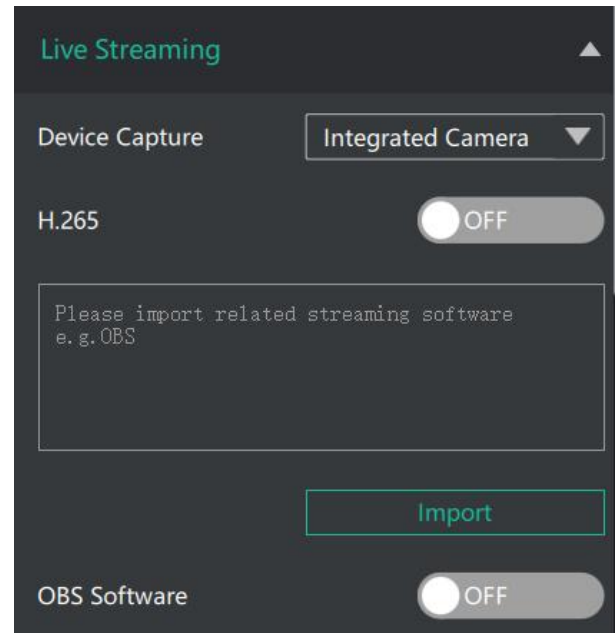 Live Streaming
Device Capture
Integrated Camera
H.265
OFF
Please import related streaming software
e.g.OBS
Import
OBS Software
OFF